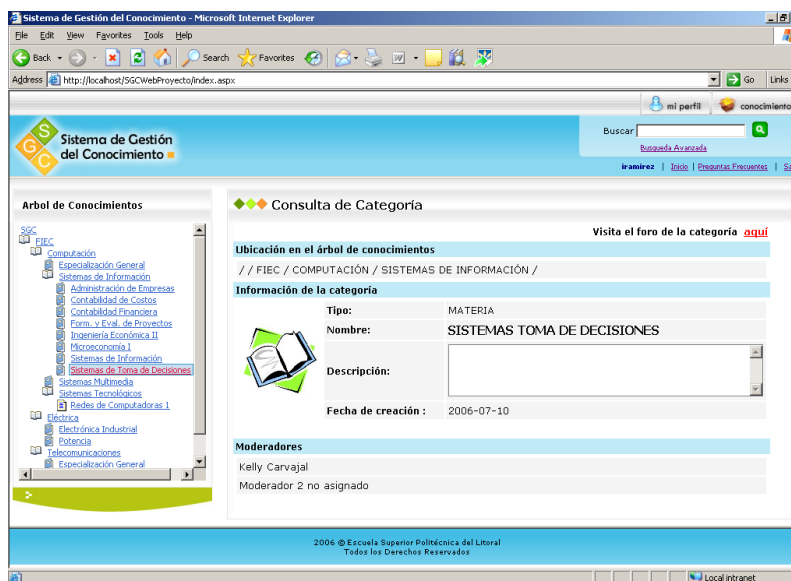 Sistema de Gestión del Conocimiento - Microsoft Internet Explorer
File Edit View Favorites Tools Help
Back Search Favorites
Address http://localhost/SGCWebProyecto/index.aspx Go Links
mi perfil conocimiento
SGC
Sistema de Gestión
del Conocimiento
Buscar
Busqueda Avanzada
iramirez | Inicio | Preguntas Frecuentes |
Arbol de Conocimientos
SGC
FIEC
Computación
Especialización General
Sistemas de Información
Administración de Empresas
Contabilidad de Costos
Contabilidad Financiera
Form. y Eval. de Proyectos
Ingeniería Económica II
Microeconomía I
Sistemas de Información
Sistemas de Toma de Decisiones
Sistemas Multimedia
Sistemas Tecnológicos
Redes de Computadoras 1
Eléctrica
Electrónica Industrial
Potencia
Telecomunicaciones
Especialización General
Consulta de Categoría
Visita el foro de la categoría aquí
Ubicación en el árbol de conocimientos
/ / FIEC / COMPUTACIÓN / SISTEMAS DE INFORMACIÓN /
Información de la categoría
Tipo: MATERIA
Nombre: SISTEMAS TOMA DE DECISIONES
Descripción:
Fecha de creación : 2006-07-10
Moderadores
Kelly Carvajal
Moderador 2 no asignado
2006 © Escuela Superior Politécnica del Litoral
Todos los Derechos Reservados
Local intranet